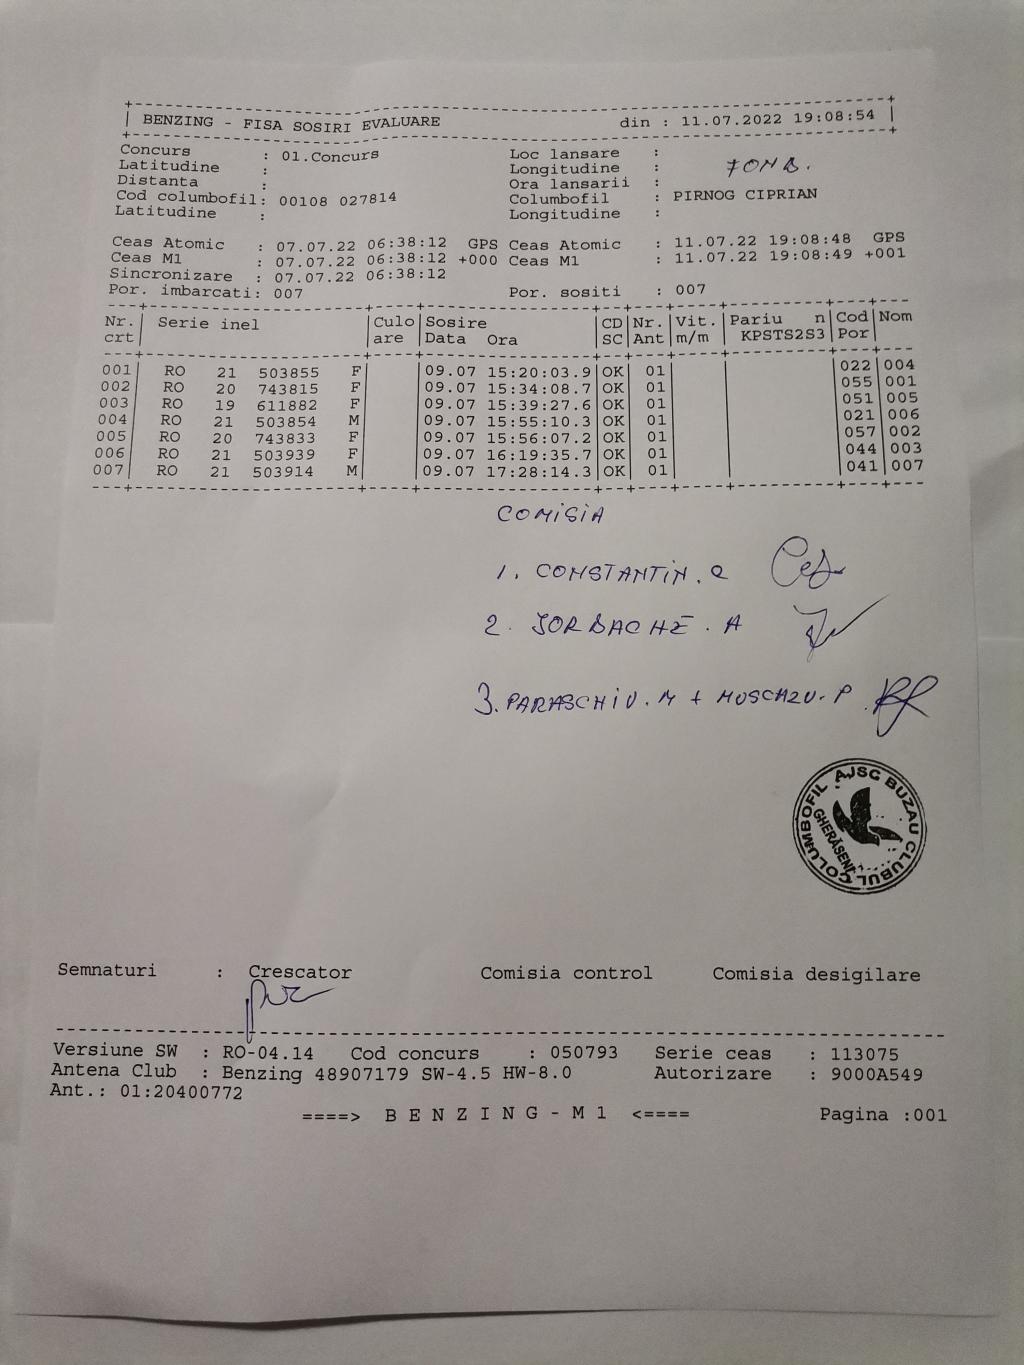 BENZING - FISA SOSIRI EVALUARE din : 11.07.2022 19:08:54
Concurs : 01.Concurs Loc lansare :
Latitudine : Longitudine : FOND.
Distanta : Ora lansarii :
Cod columbofil: 00108 027814 Columbofil : PIRNOG CIPRIAN
Latitudine : Longitudine :
Ceas Atomic : 07.07.22 06:38:12 GPS Ceas Atomic : 11.07.22 19:08:48 GPS
Ceas M1 : 07.07.22 06:38:12 +000 Ceas M1 : 11.07.22 19:08:49 +001
Sincronizare : 07.07.22 06:38:12
Por. imbarcati: 007 Por. sositi : 007
Nr. Serie inel Culo Sosire CD Nr. Vit. Pariu n Cod Nom
crt are Data Ora SC Ant m/m KPSTS2S3 Por
001 RO 21 503855 F 09.07 15:20:03.9 OK 01 022 004
002 RO 20 743815 F 09.07 15:34:08.7 OK 01 055 001
003 RO 19 611882 F 09.07 15:39:27.6 OK 01 051 005
004 RO 21 503854 M 09.07 15:55:10.3 OK 01 021 006
005 RO 20 743833 F 09.07 15:56:07.2 OK 01 057 002
006 RO 21 503939 F 09.07 16:19:35.7 OK 01 044 003
007 RO 21 503914 M 09.07 17:28:14.3 OK 01 041 007
COMISIA
1. CONSTANTIN. C
2. IORDACHE. A
3. PARASCHIV. M + MUSCALU. P.
COLUMBOFIL AJSC BUZAU CLUBUL
GHERĂSENI
Semnaturi : Crescator Comisia control Comisia desigilare
Versiune SW : RO-04.14 Cod concurs : 050793 Serie ceas : 113075
Antena Club : Benzing 48907179 SW-4.5 HW-8.0 Autorizare : 9000A549
Ant.: 01:20400772
====> B E N Z I N G - M 1 <==== Pagina :001